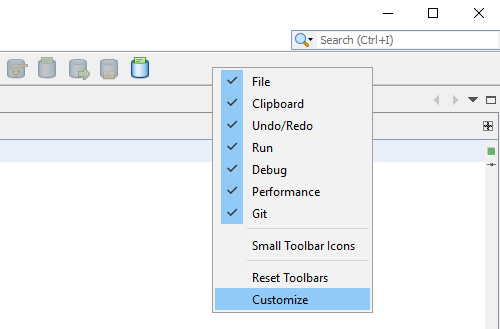 Search (Ctrl+I)
File
Clipboard
Undo/Redo
Run
Debug
Performance
Git
Small Toolbar Icons
Reset Toolbars
Customize